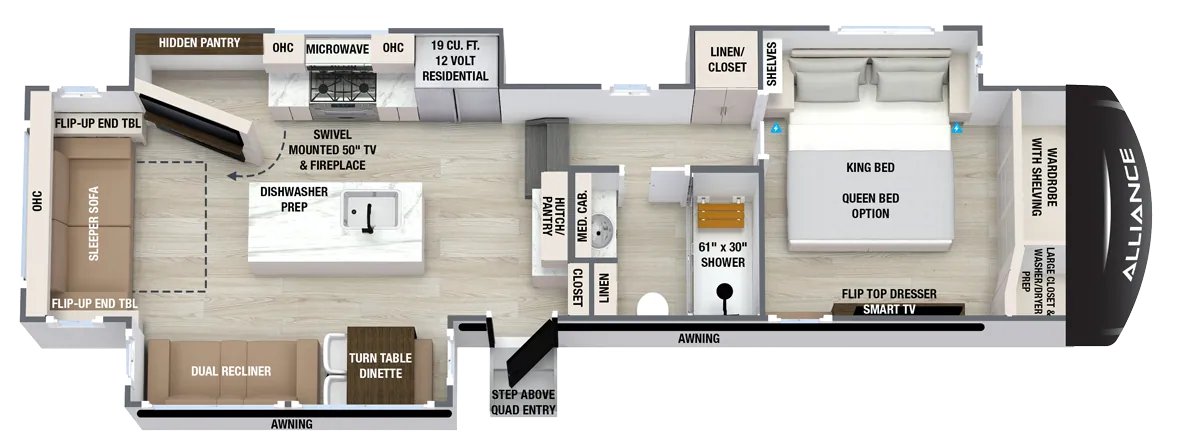 HIDDEN PANTRY
OHC
MICROWAVE
OHC
19 CU. FT.
12 VOLT
RESIDENTIAL
LINEN/
CLOSET
SHELVES
FLIP-UP END TBL
SWIVEL
MOUNTED 50" TV
& FIREPLACE
OHC
SLEEPER SOFA
DISHWASHER
PREP
HUTCH/
PANTRY
MED. CAB.
61" x 30"
SHOWER
KING BED
QUEEN BED
OPTION
WARDROBE
WITH SHELVING
ALLIANCE
FLIP-UP END TBL
CLOSET
LINEN
FLIP TOP DRESSER
SMART TV
LARGE CLOSET &
WASHER/DRYER
PREP
AWNING
DUAL RECLINER
TURN TABLE
DINETTE
STEP ABOVE
QUAD ENTRY
AWNING